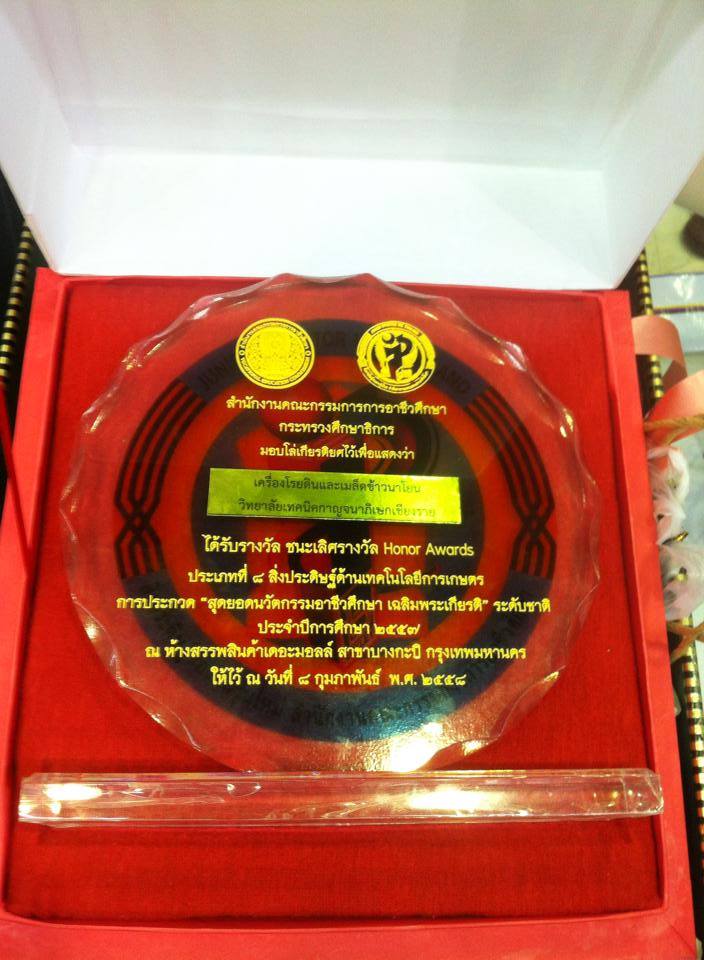 สำนักงานคณะกรรมการการอาชีวศึกษา
กระทรวงศึกษาธิการ
มอบโล่เกียรติยศไว้เพื่อแสดงว่า
เครื่องโรยดินและเมล็ดข้าวนาโยน
วิทยาลัยเทคนิคกาญจนาภิเษกเชียงราย
ได้รับรางวัล ชนะเลิศรางวัล Honor Awards
ประเภทที่ ๘ สิ่งประดิษฐ์ด้านเทคโนโลยีการเกษตร
การประกวด “สุดยอดนวัตกรรมอาชีวศึกษา เฉลิมพระเกียรติ” ระดับชาติ
ประจำปีการศึกษา ๒๕๕๗
ณ ห้างสรรพสินค้าเดอะมอลล์ สาขาบางกะปิ กรุงเทพมหานคร
ให้ไว้ ณ วันที่ ๘ กุมภาพันธ์ พ.ศ. ๒๕๕๘